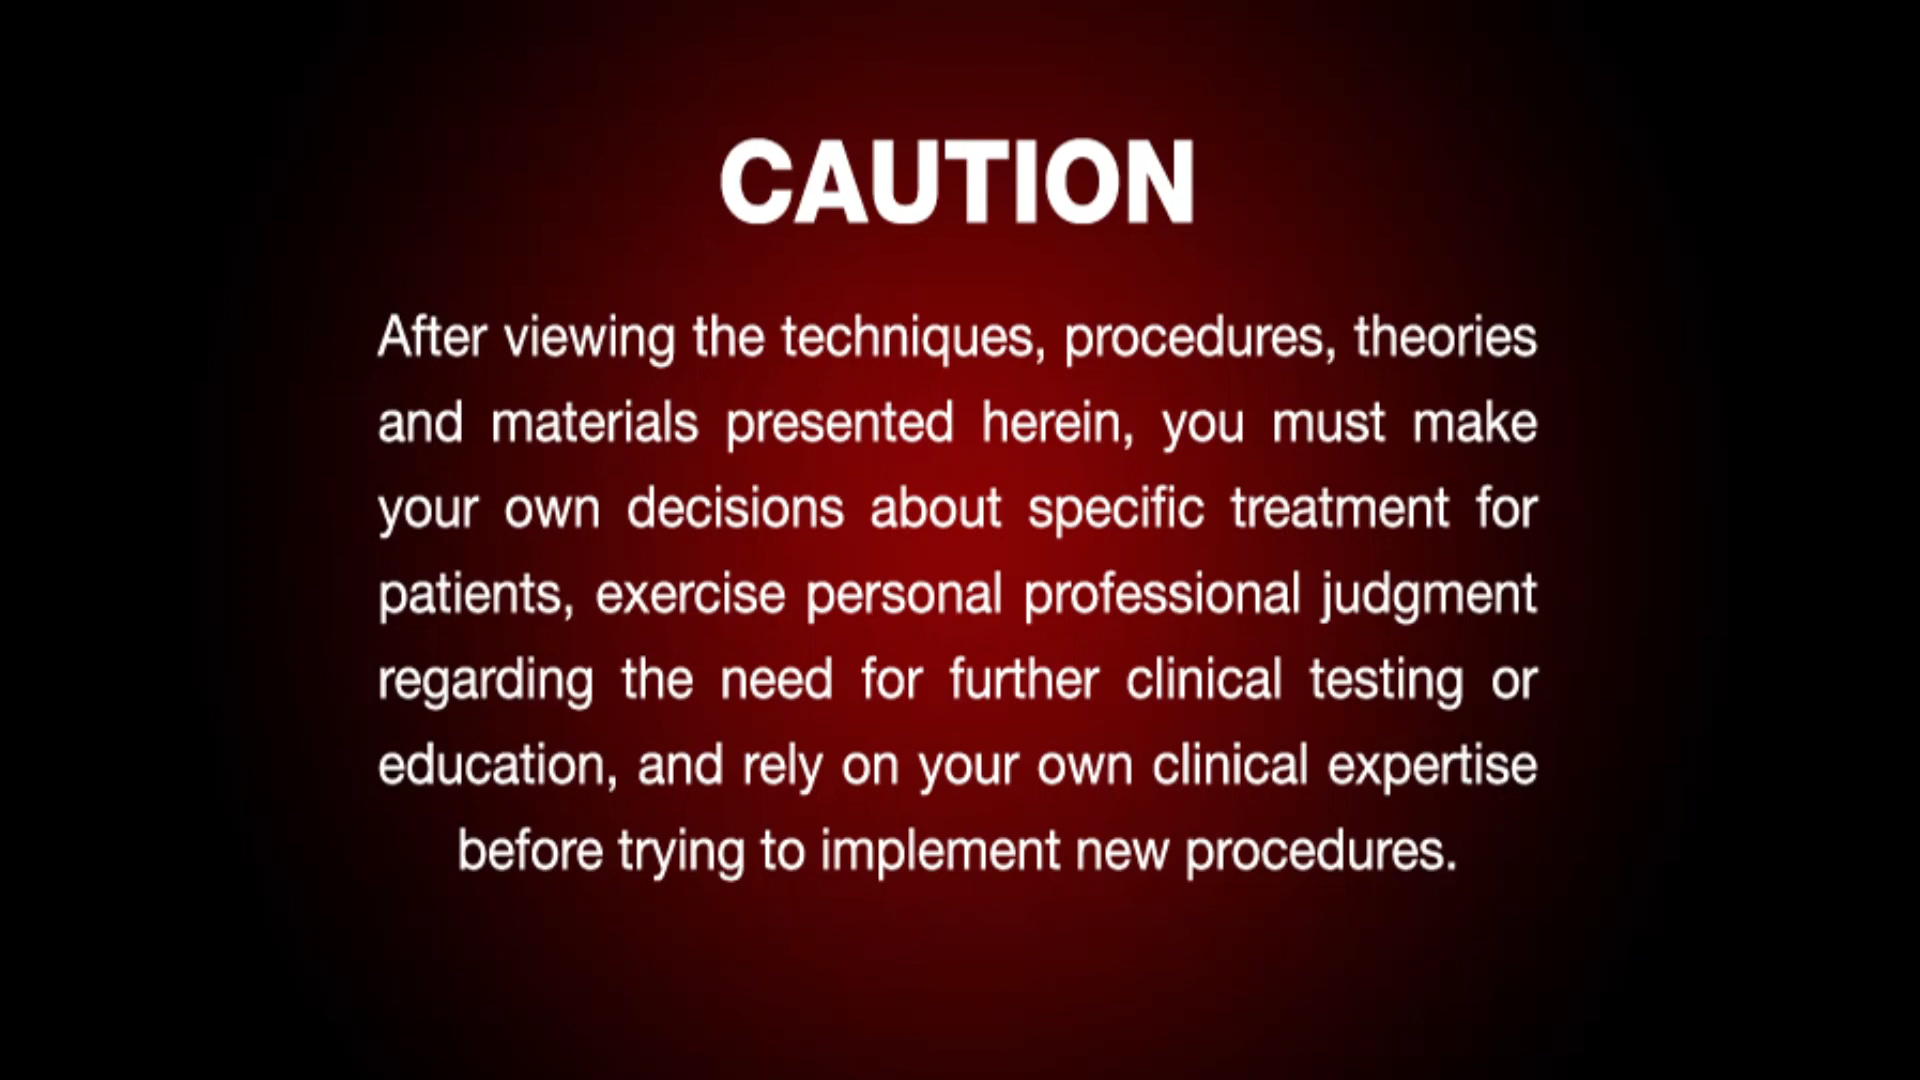 CAUTION
After viewing the techniques, procedures, theories
and materials presented herein, you must make
your own decisions about specific treatment for
patients, exercise personal professional judgment
regarding the need for further clinical testing or
education, and rely on your own clinical expertise
before trying to implement new procedures.